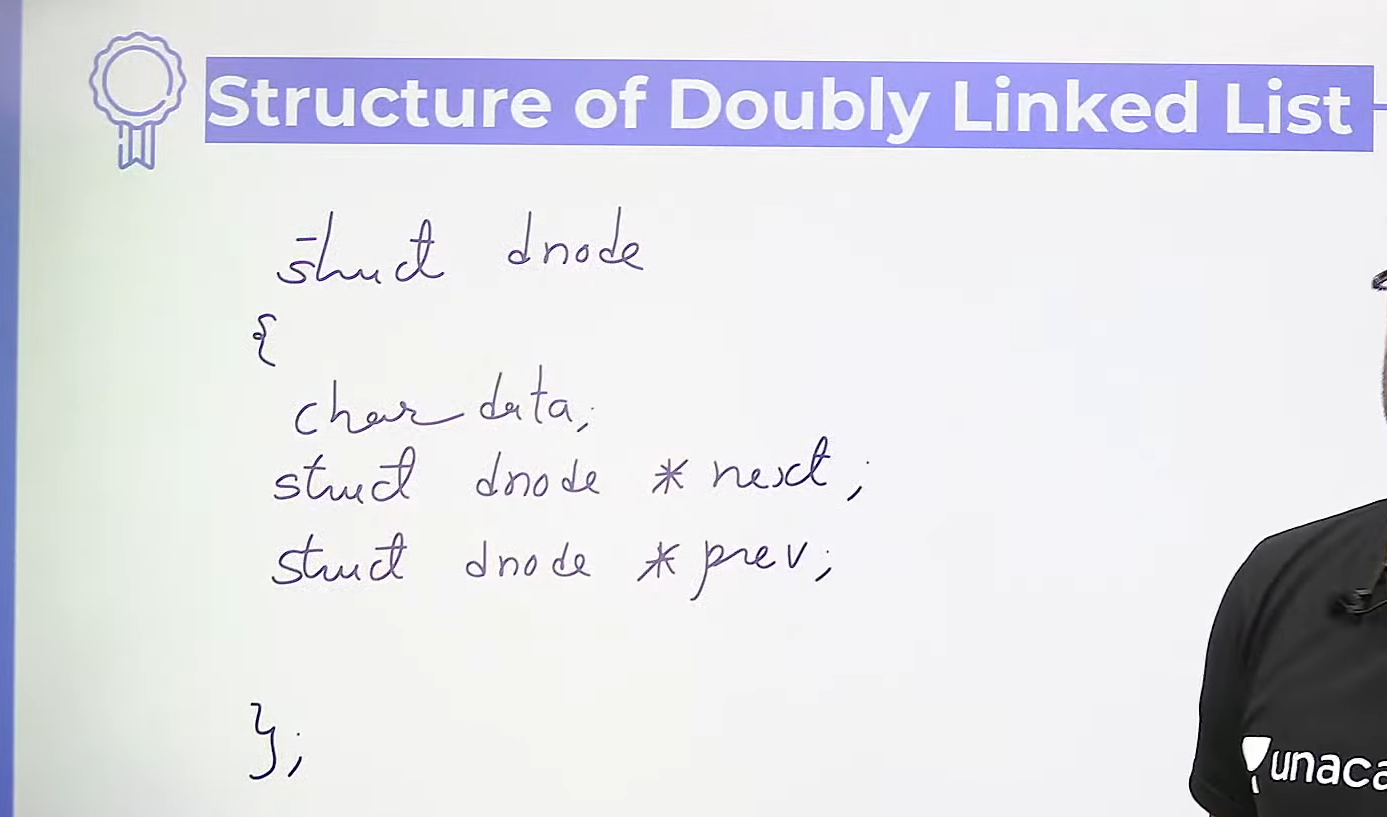 Structure of Doubly Linked List
struct dnode
{
char data;
struct dnode * next;
struct dnode * prev;
};
unaca